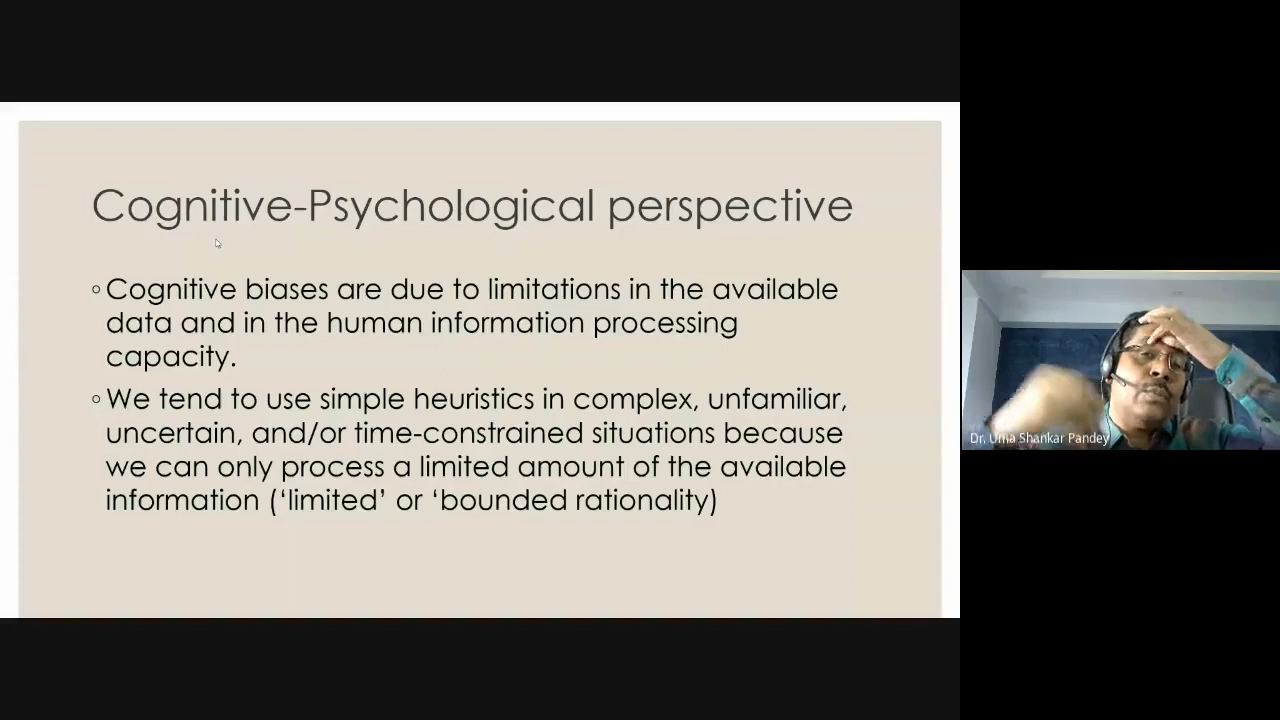 Cognitive-Psychological perspective
◦ Cognitive biases are due to limitations in the available
data and in the human information processing
capacity.
◦ We tend to use simple heuristics in complex, unfamiliar,
uncertain, and/or time-constrained situations because
we can only process a limited amount of the available
information (‘limited’ or ‘bounded rationality)
Dr. Uma Shankar Pandey